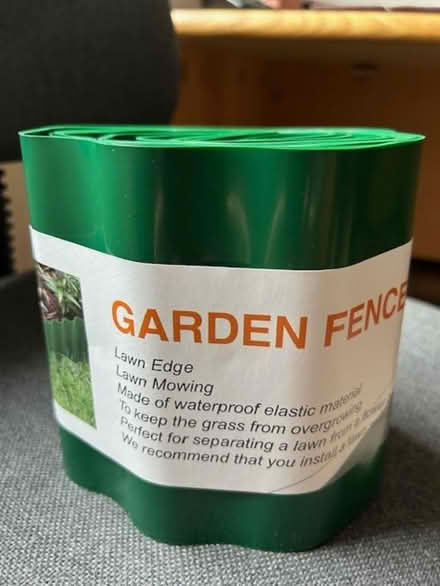 GARDEN FENCE
Lawn Edge
Lawn Mowing
Made of waterproof elastic material
To keep the grass from overgrowing
Perfect for separating a lawn from a
We recommend that you install a